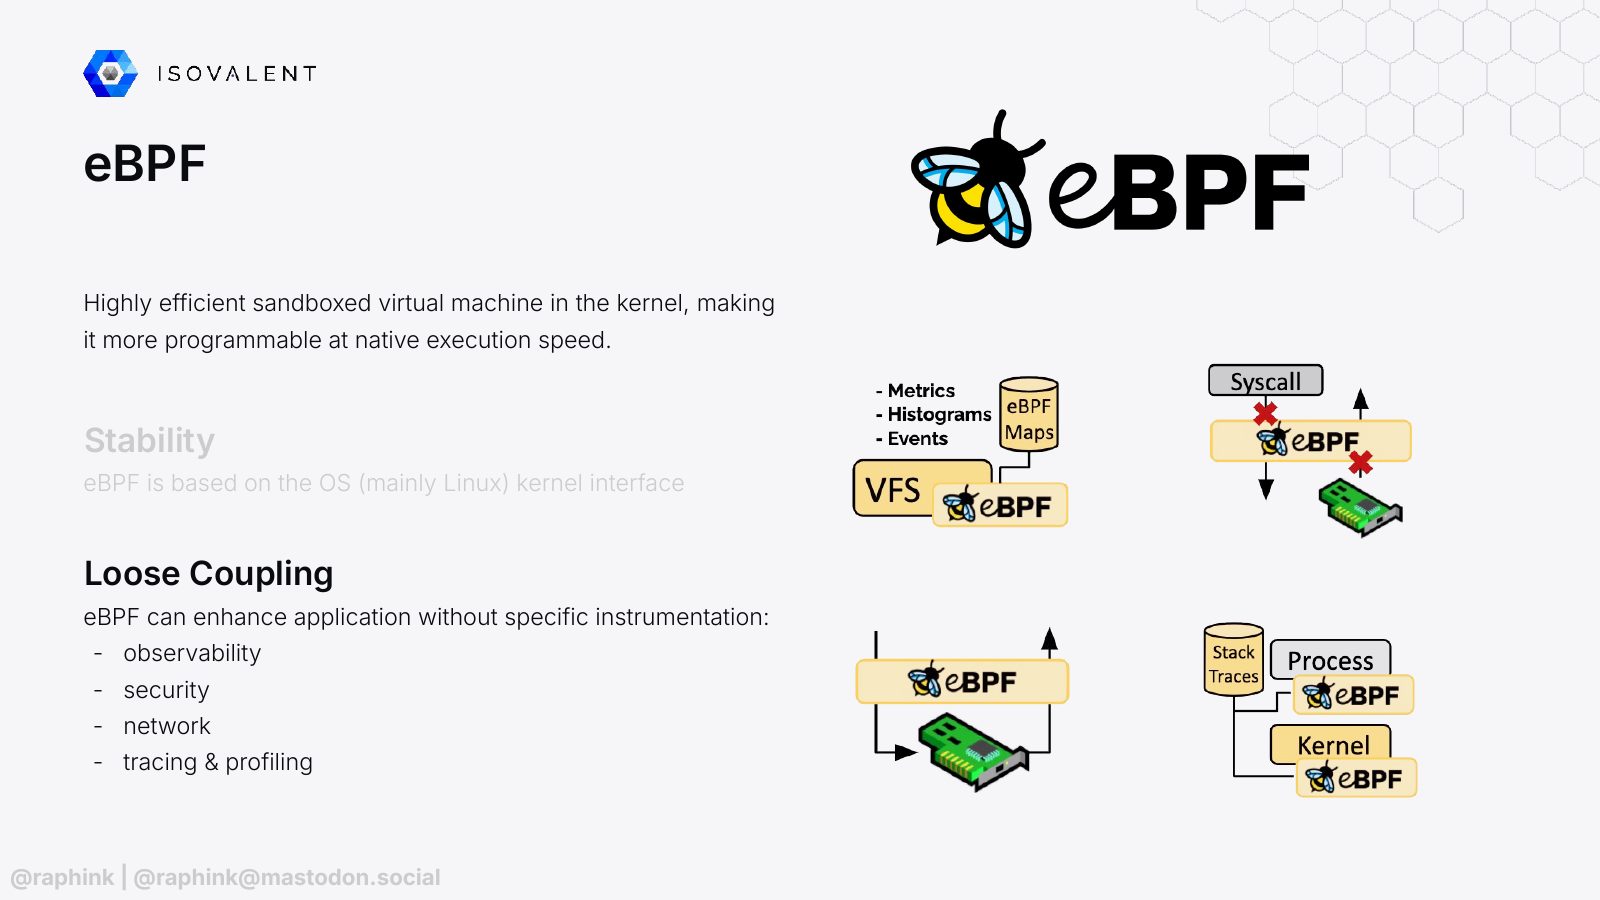 ISOVALENT
eBPF
eBPF
Highly efficient sandboxed virtual machine in the kernel, making
it more programmable at native execution speed.
Stability
eBPF is based on the OS (mainly Linux) kernel interface
Loose Coupling
eBPF can enhance application without specific instrumentation:
- observability
- security
- network
- tracing & profiling
- Metrics
- Histograms
- Events
eBPF
Maps
VFS
eBPF
Syscall
eBPF
eBPF
Stack
Traces
Process
eBPF
Kernel
eBPF
@raphink | @raphink@mastodon.social